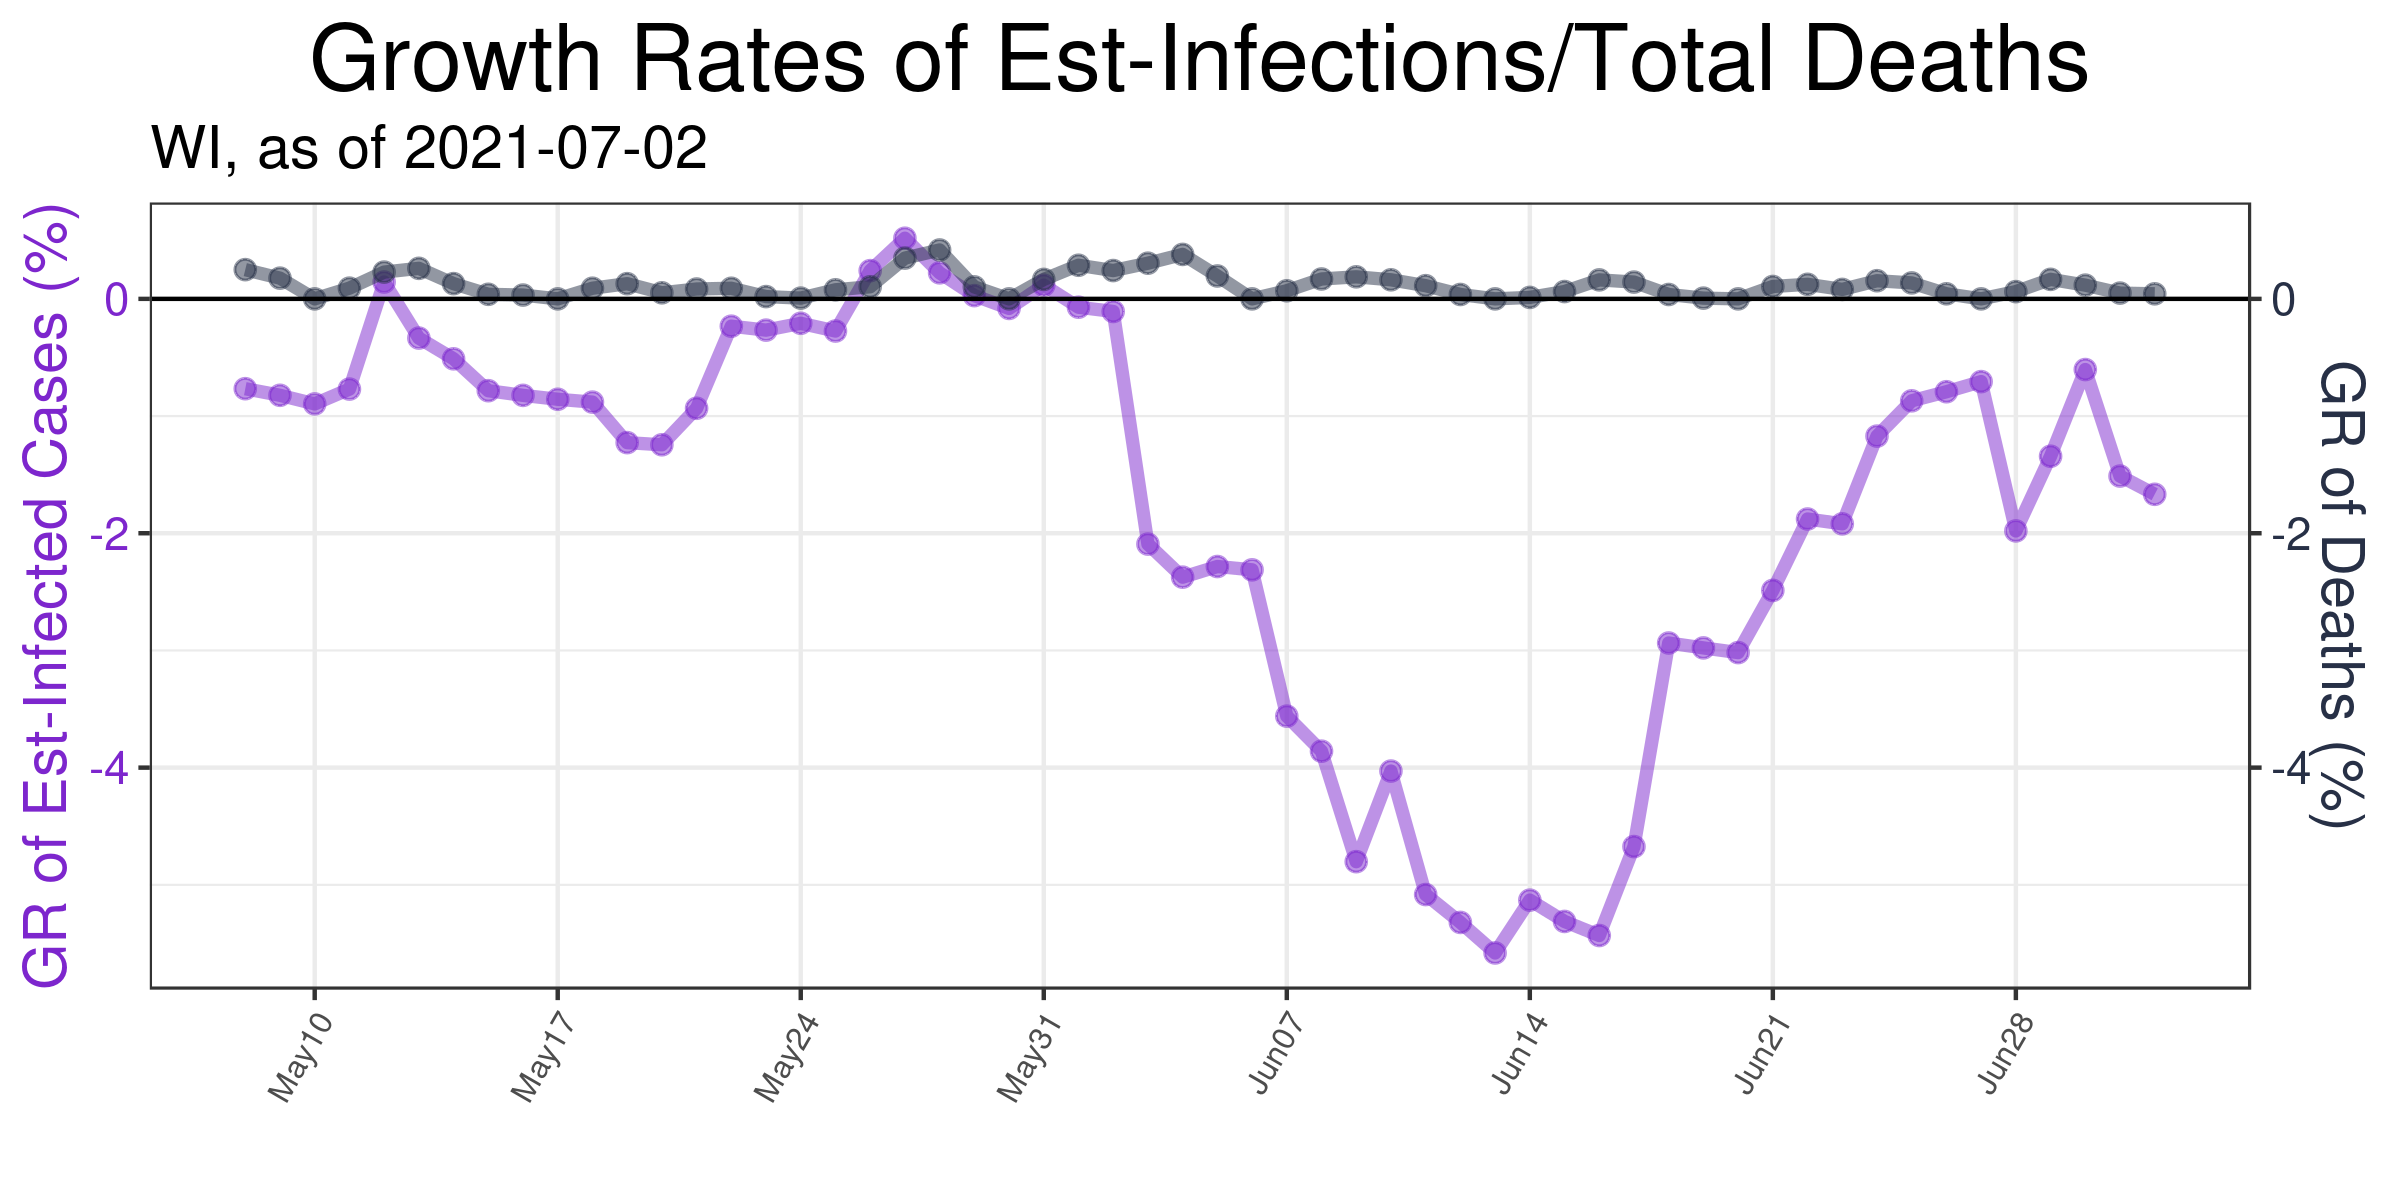 Growth Rates of Est-Infections/Total Deaths
WI, as of 2021-07-02
GR of Est-Infected Cases (%)
0
-2
-4
0
-2
-4
GR of Deaths (%)
May10
May17
May24
May31
Jun07
Jun14
Jun21
Jun28